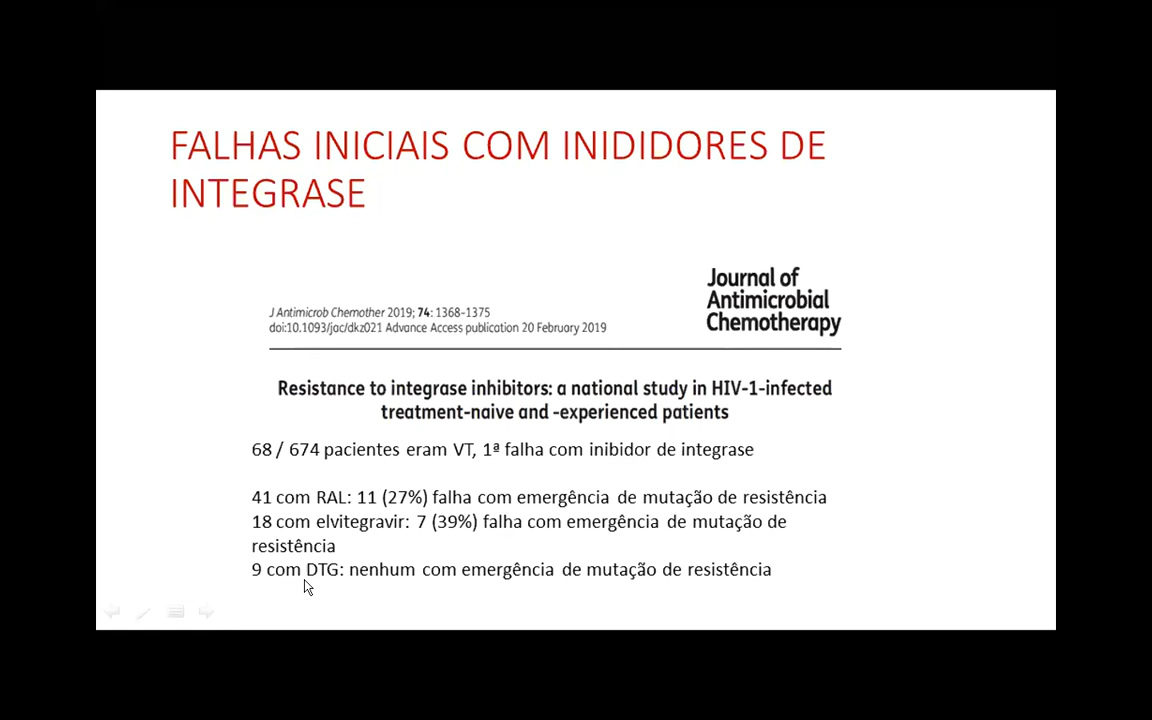 FALHAS INICIAIS COM INIDIDORES DE
INTEGRASE
Journal of
Antimicrobial
Chemotherapy
J Antimicrob Chemother 2019; 74: 1368–1375
doi:10.1093/jac/dkz021 Advance Access publication 20 February 2019
Resistance to integrase inhibitors: a national study in HIV-1-infected
treatment-naive and -experienced patients
68 / 674 pacientes eram VT, 1ª falha com inibidor de integrase
41 com RAL: 11 (27%) falha com emergência de mutação de resistência
18 com elvitegravir: 7 (39%) falha com emergência de mutação de
resistência
9 com DTG: nenhum com emergência de mutação de resistência